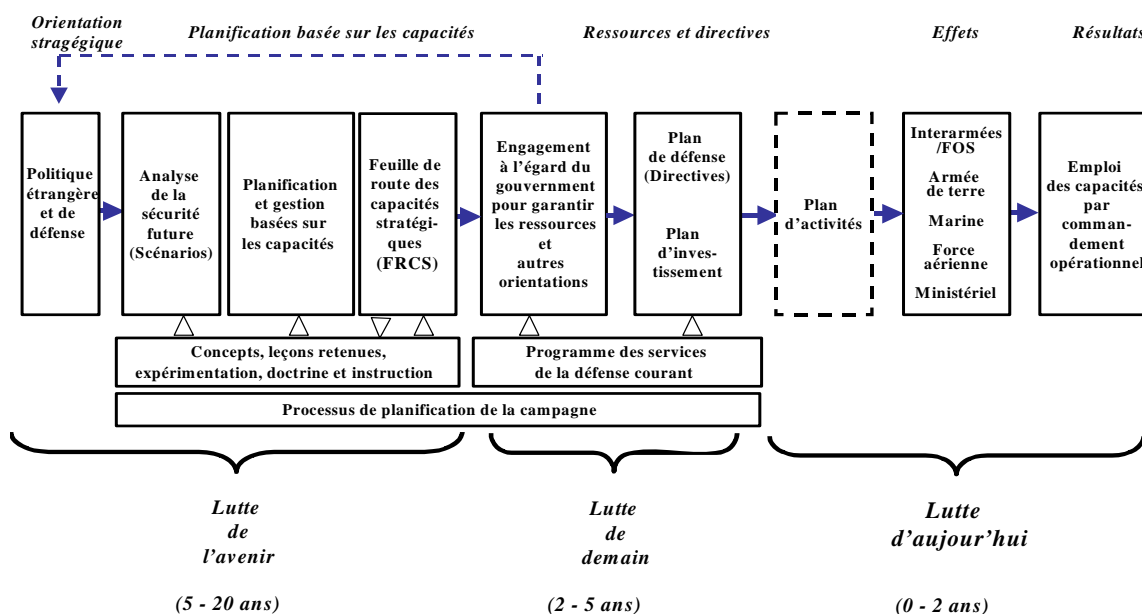 Orientation
stragégique
Planification basée sur les capacités
Ressources et directives
Effets
Résultats
Politique
étrangère
et de
défense
Analyse
de la
sécurité
future
(Scénarios)
Planification
et gestion
basées sur
les capacités
Feuille de
route des
capacités
stratégi-
ques
(FRCS)
Engagement
à l'égard du
gouvernment
pour garantir
les ressources
et
autres
orientations
Plan
de défense
(Directives)
Plan
d'inves-
tissement
Plan
d'activités
Interarmées
/FOS
Armée
de terre
Marine
Force
aérienne
Ministériel
Emploi
des capacités
par
comman-
dement
opérationnel
Concepts, leçons retenues,
expérimentation, doctrine et instruction
Programme des services
de la défense courant
Processus de planification de la campagne
Lutte
de
l'avenir
(5 - 20 ans)
Lutte
de
demain
(2 - 5 ans)
Lutte
d'aujour'hui
(0 - 2 ans)